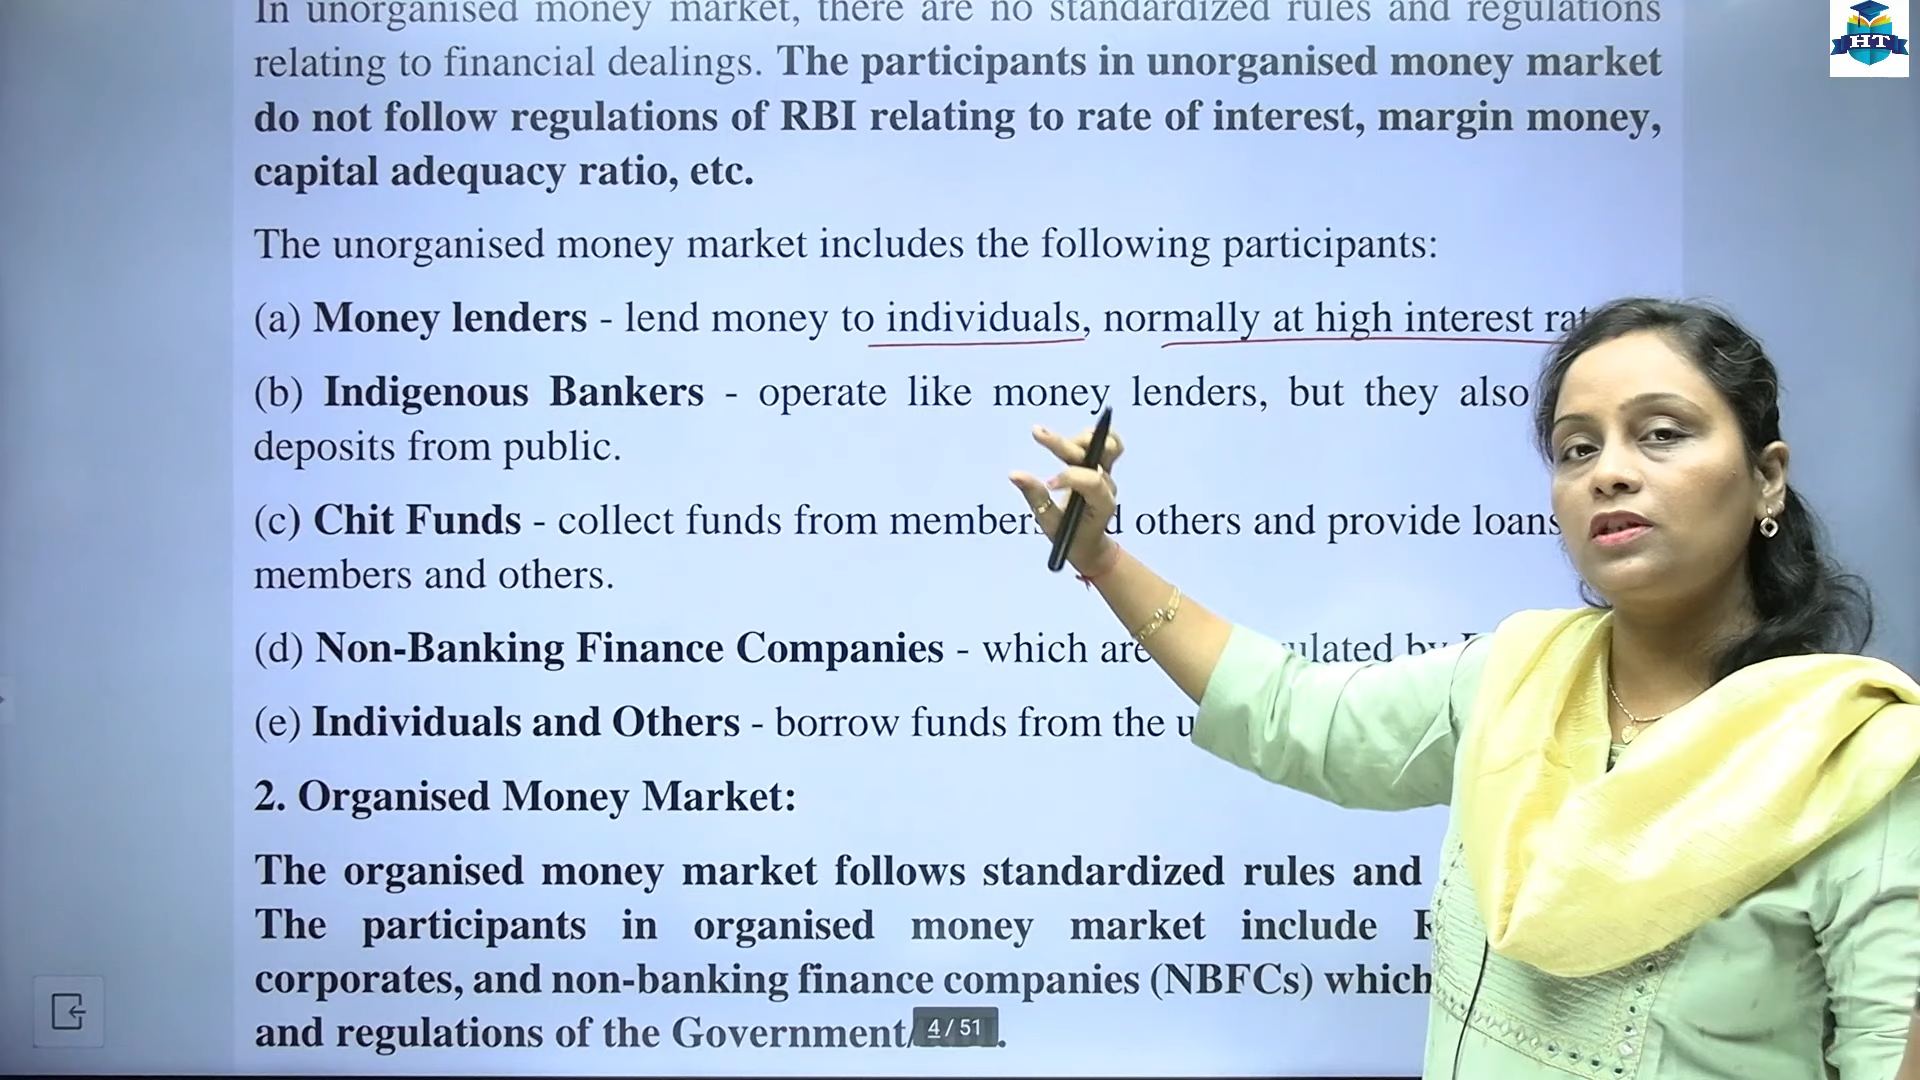 In unorganised money market, there are no standardized rules and regulations
relating to financial dealings. The participants in unorganised money market
do not follow regulations of RBI relating to rate of interest, margin money,
capital adequacy ratio, etc.
The unorganised money market includes the following participants:
(a) Money lenders - lend money to individuals, normally at high interest
(b) Indigenous Bankers - operate like money lenders, but they also
deposits from public.
(c) Chit Funds - collect funds from others and provide loans
members and others.
(d) Non-Banking Finance Companies - which are by
(e) Individuals and Others - borrow funds from the
2. Organised Money Market:
The organised money market follows standardized rules and
The participants in organised money market include
corporates, and non-banking finance companies (NBFCs) which
and regulations of the Government/
4 / 51
HT